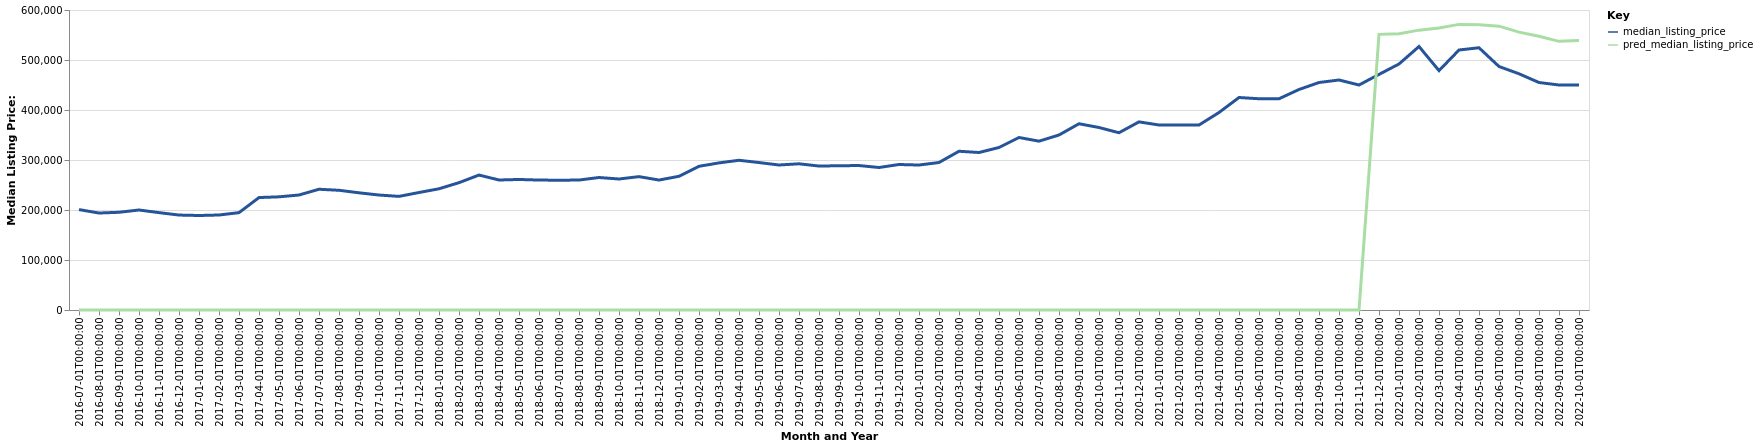 600,000
500,000
400,000
300,000
200,000
100,000
0
Median Listing Price:
2016-07-01T00:00:00
2016-08-01T00:00:00
2016-09-01T00:00:00
2016-10-01T00:00:00
2016-11-01T00:00:00
2016-12-01T00:00:00
2017-01-01T00:00:00
2017-02-01T00:00:00
2017-03-01T00:00:00
2017-04-01T00:00:00
2017-05-01T00:00:00
2017-06-01T00:00:00
2017-07-01T00:00:00
2017-08-01T00:00:00
2017-09-01T00:00:00
2017-10-01T00:00:00
2017-11-01T00:00:00
2017-12-01T00:00:00
2018-01-01T00:00:00
2018-02-01T00:00:00
2018-03-01T00:00:00
2018-04-01T00:00:00
2018-05-01T00:00:00
2018-06-01T00:00:00
2018-07-01T00:00:00
2018-08-01T00:00:00
2018-09-01T00:00:00
2018-10-01T00:00:00
2018-11-01T00:00:00
2018-12-01T00:00:00
2019-01-01T00:00:00
2019-02-01T00:00:00
2019-03-01T00:00:00
2019-04-01T00:00:00
2019-05-01T00:00:00
2019-06-01T00:00:00
2019-07-01T00:00:00
2019-08-01T00:00:00
2019-09-01T00:00:00
2019-10-01T00:00:00
2019-11-01T00:00:00
2019-12-01T00:00:00
2020-01-01T00:00:00
2020-02-01T00:00:00
2020-03-01T00:00:00
2020-04-01T00:00:00
2020-05-01T00:00:00
2020-06-01T00:00:00
2020-07-01T00:00:00
2020-08-01T00:00:00
2020-09-01T00:00:00
2020-10-01T00:00:00
2020-11-01T00:00:00
2020-12-01T00:00:00
2021-01-01T00:00:00
2021-02-01T00:00:00
2021-03-01T00:00:00
2021-04-01T00:00:00
2021-05-01T00:00:00
2021-06-01T00:00:00
2021-07-01T00:00:00
2021-08-01T00:00:00
2021-09-01T00:00:00
2021-10-01T00:00:00
2021-11-01T00:00:00
2021-12-01T00:00:00
2022-01-01T00:00:00
2022-02-01T00:00:00
2022-03-01T00:00:00
2022-04-01T00:00:00
2022-05-01T00:00:00
2022-06-01T00:00:00
2022-07-01T00:00:00
2022-08-01T00:00:00
2022-09-01T00:00:00
2022-10-01T00:00:00
Month and Year
Key
median_listing_price
pred_median_listing_price